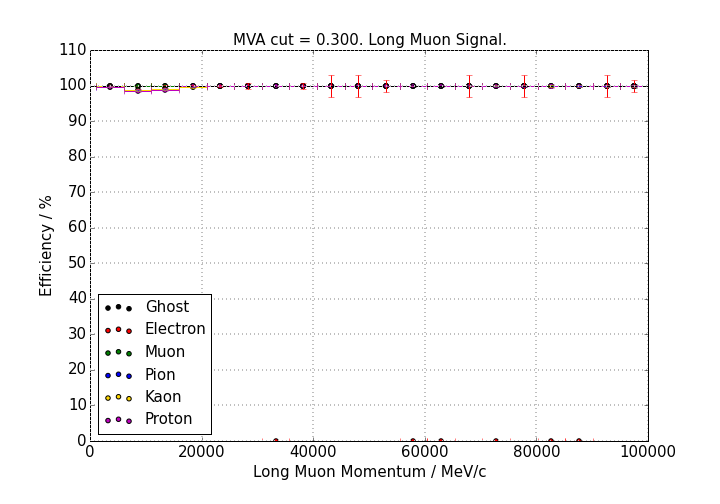 MVA cut = 0.300. Long Muon Signal.
110
100
90
80
70
60
50
40
30
20
10
0
Efficiency / %
Ghost
Electron
Muon
Pion
Kaon
Proton
0 20000 40000 60000 80000 100000
Long Muon Momentum / MeV/c